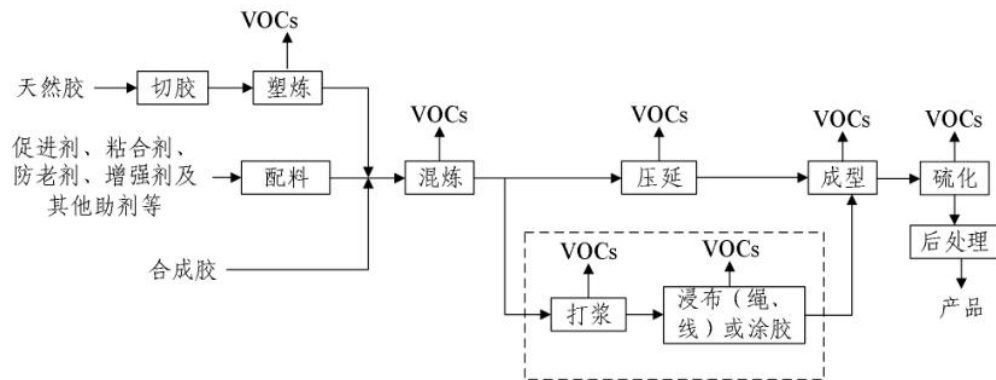 VOCs
天然胶
切胶
塑炼
VOCs
VOCs
VOCs
VOCs
促进剂、粘合剂、
防老剂、增强剂及
其他助剂等
配料
混炼
压延
成型
硫化
后处理
VOCs
VOCs
合成胶
打浆
浸布（绳、
线）或涂胶
产品